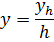 y = y_h / h